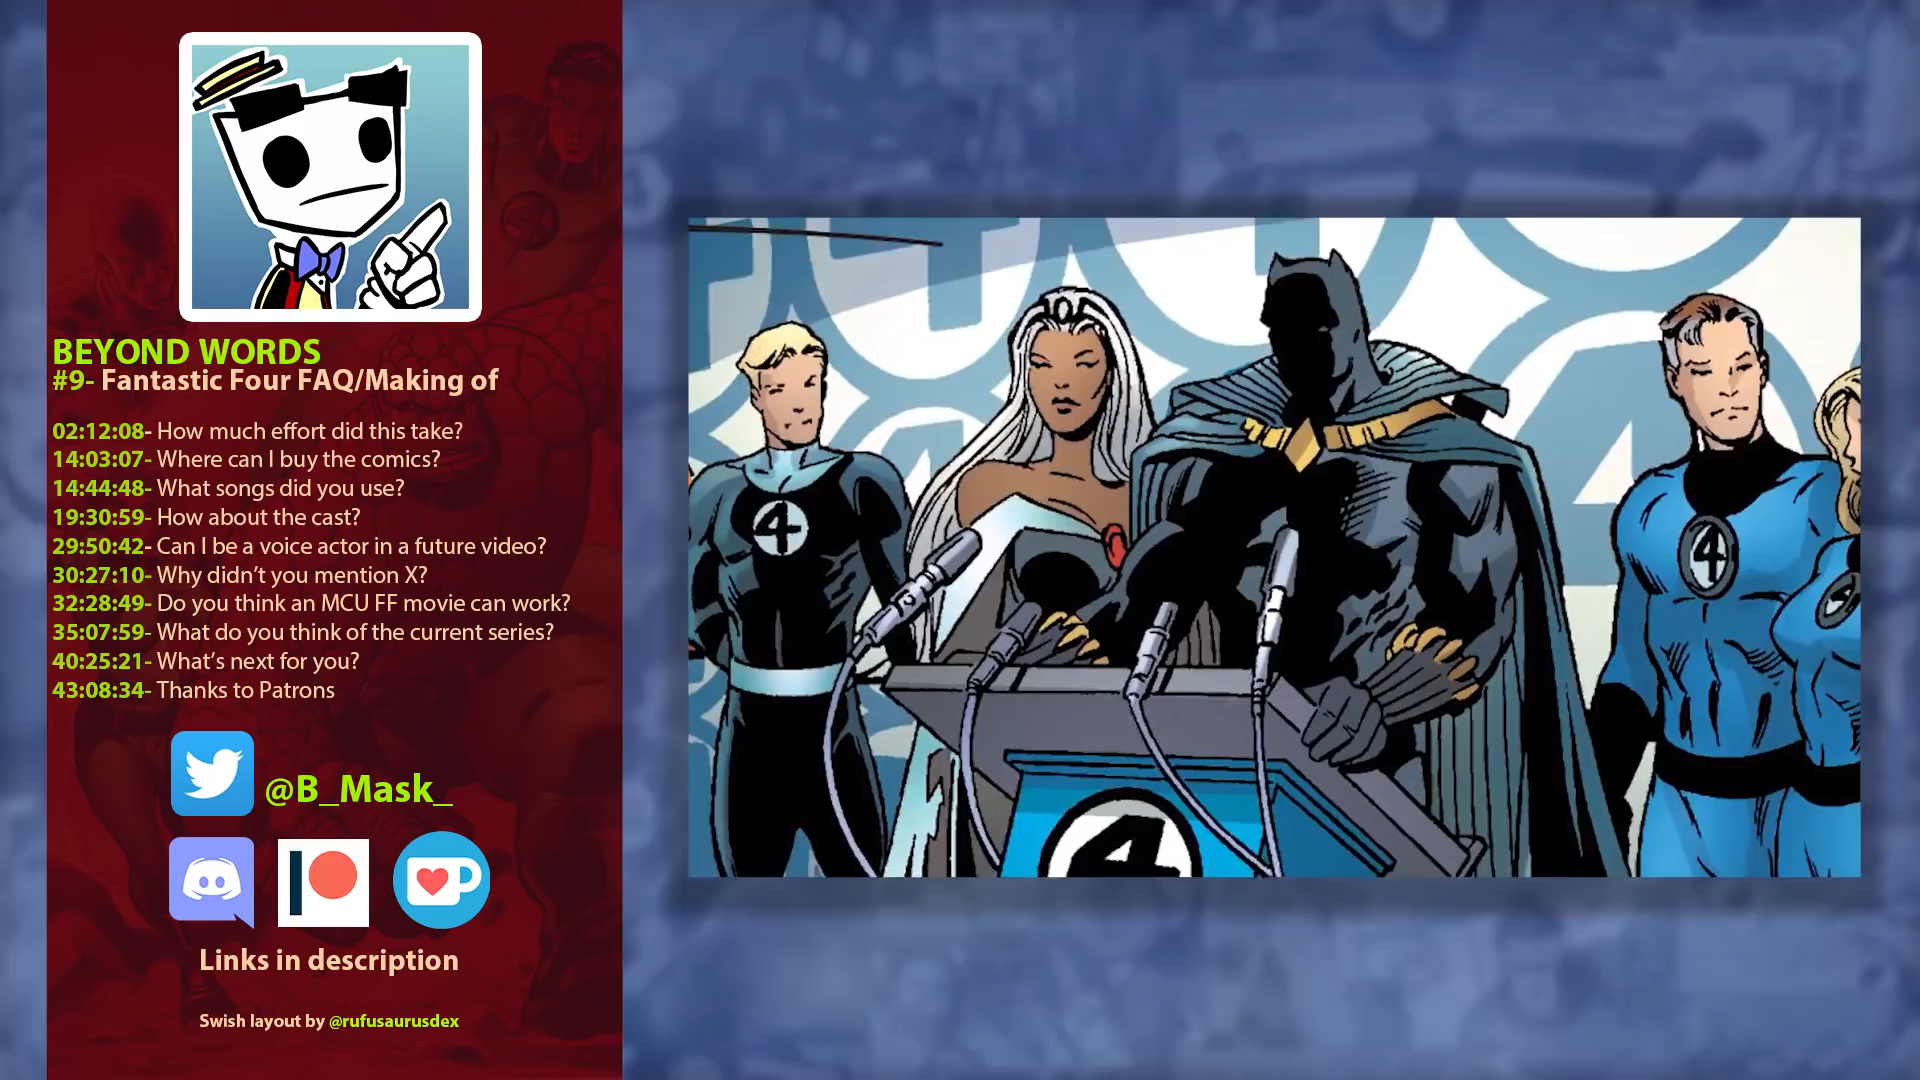 BEYOND WORDS
#9- Fantastic Four FAQ/Making of
02:12:08- How much effort did this take?
14:03:07- Where can I buy the comics?
14:44:48- What songs did you use?
19:30:59- How about the cast?
29:50:42- Can I be a voice actor in a future video?
30:27:10- Why didn't you mention X?
32:28:49- Do you think an MCU FF movie can work?
35:07:59- What do you think of the current series?
40:25:21- What's next for you?
43:08:34- Thanks to Patrons
@B_Mask_
Links in description
Swish layout by @rufusaurusdex
4
4
4
4